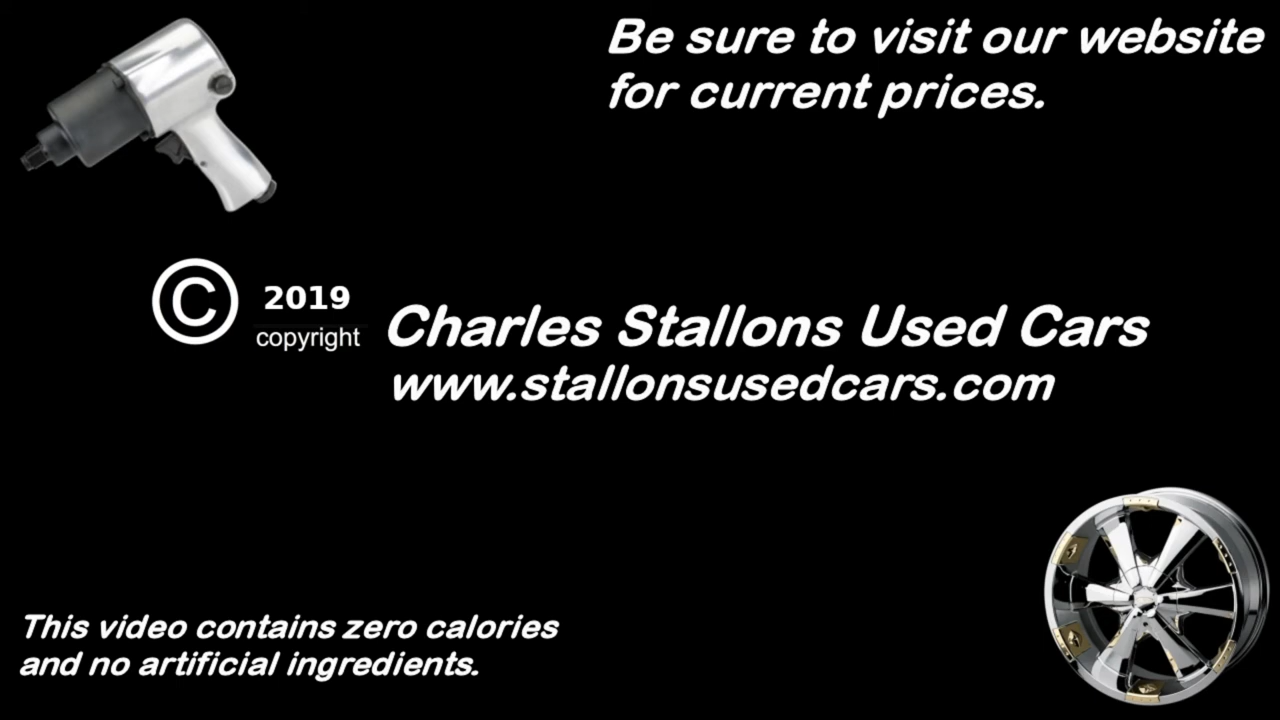 Be sure to visit our website
for current prices.
© 2019
copyright
Charles Stallons Used Cars
www.stallonsusedcars.com
This video contains zero calories
and no artificial ingredients.